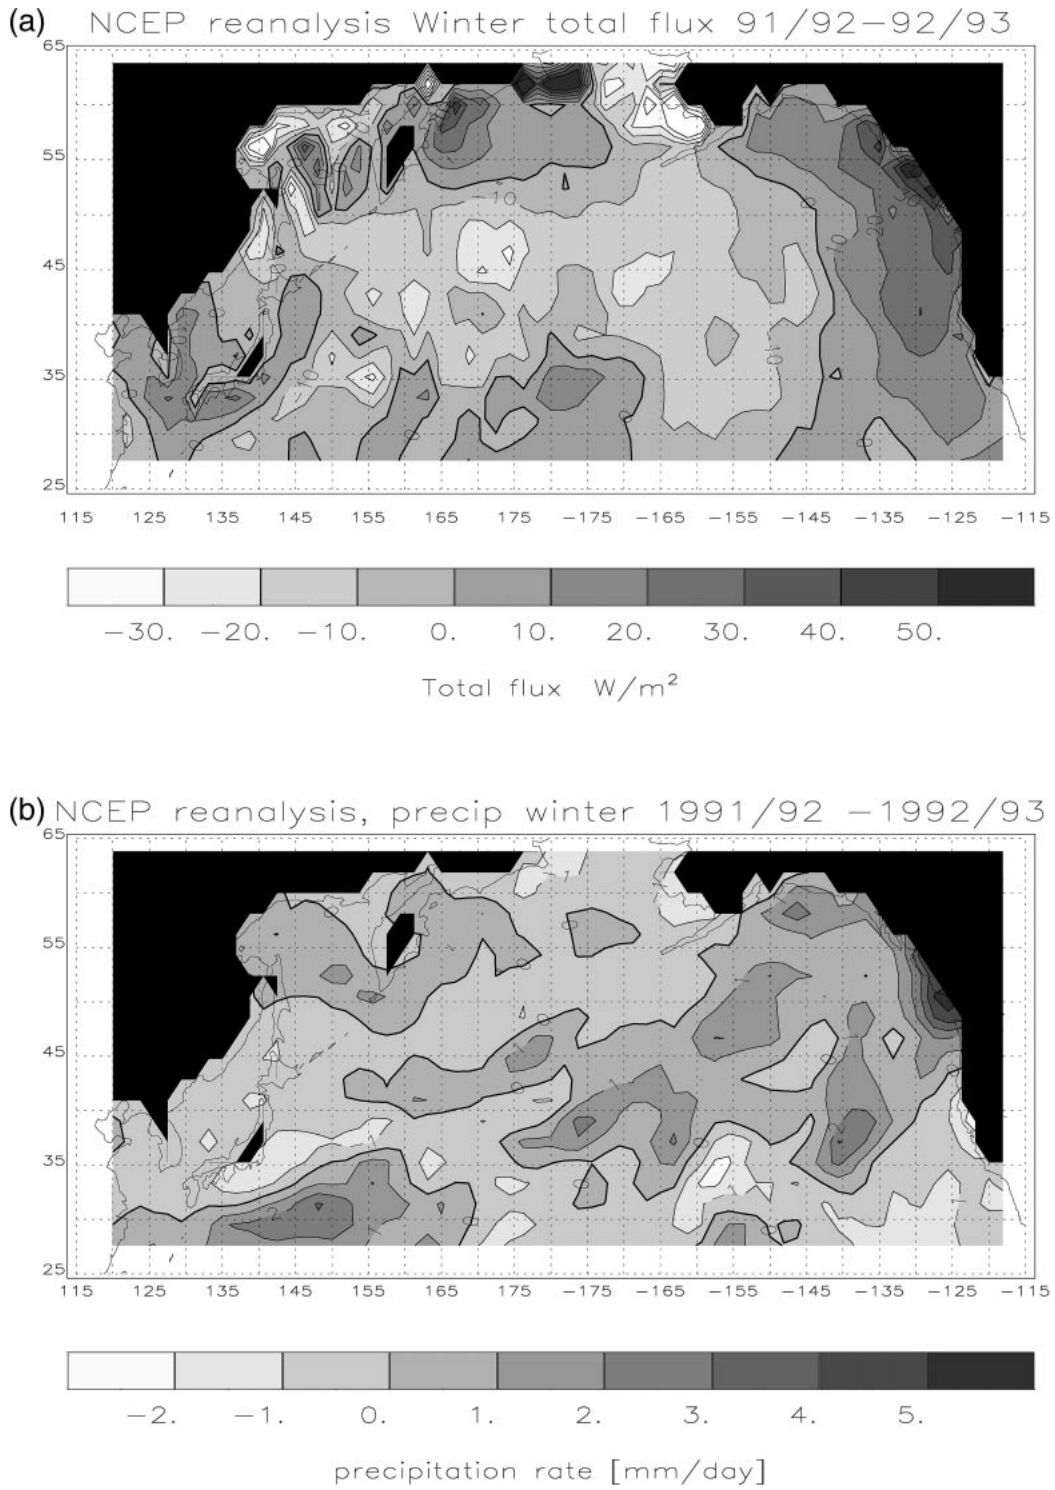 (a) NCEP reanalysis Winter total flux 91/92−92/93
65
55
45
35
25
115 125 135 145 155 165 175 −175 −165 −155 −145 −135 −125 −115
−10
10
20
10
−30. −20. −10. 0. 10. 20. 30. 40. 50.
Total flux W/m²
(b) NCEP reanalysis, precip winter 1991/92 −1992/93
65
55
45
35
25
115 125 135 145 155 165 175 −175 −165 −155 −145 −135 −125 −115
−2. −1. 0. 1. 2. 3. 4. 5.
precipitation rate [mm/day]